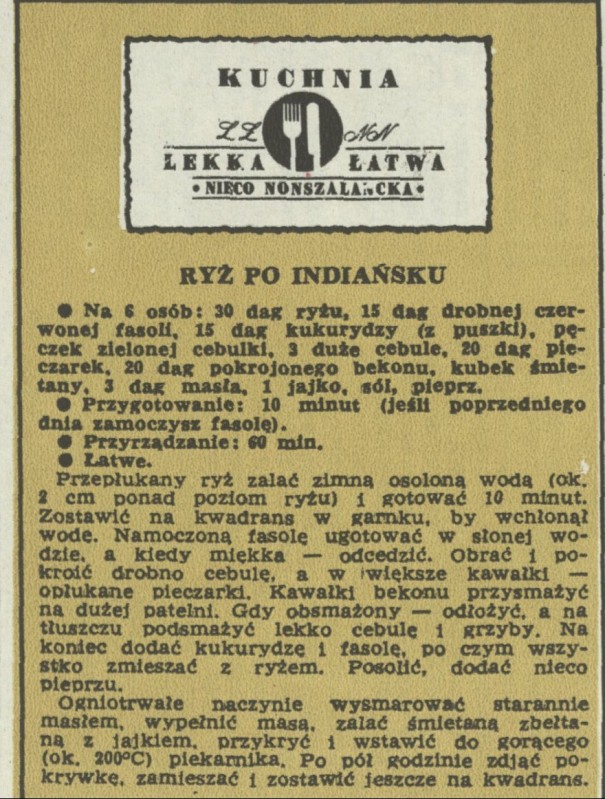 KUCHNIA
LŁ NN
LEKKA ŁATWA
• NIECO NONSZALANCKA •
RYŻ PO INDIAŃSKU
● Na 6 osób: 30 dag ryżu, 15 dag drobnej czer-
wonej fasoli, 15 dag kukurydzy (z puszki), pę-
czek zielonej cebulki, 3 duże cebule, 20 dag pie-
czarek, 20 dag pokrojonego bekonu, kubek śmie-
tany, 3 dag masła, 1 jajko, sól, pieprz.
● Przygotowanie: 10 minut (jeśli poprzedniego
dnia zamoczysz fasolę).
● Przyrządzanie: 60 min.
● Łatwe.
Przepłukany ryż zalać zimną osoloną wodą (ok.
2 cm ponad poziom ryżu) i gotować 10 minut.
Zostawić na kwadrans w garnku, by wchłonął
wodę. Namoczoną fasolę ugotować w słonej wo-
dzie, a kiedy miękka — odcedzić. Obrać i po-
kroić drobno cebulę, a w większe kawałki —
opłukane pieczarki. Kawałki bekonu przysmażyć
na dużej patelni. Gdy obsmażony — odłożyć, a na
tłuszczu podsmażyć lekko cebulę i grzyby. Na
koniec dodać kukurydzę i fasolę, po czym wszy-
stko zmieszać z ryżem. Posolić, dodać nieco
pieprzu.
Ogniotrwałe naczynie wysmarować starannie
masłem, wypełnić masą, zalać śmietaną zbełta-
ną z jajkiem, przykryć i wstawić do gorącego
(ok. 200°C) piekarnika. Po pół godzinie zdjąć po-
krywkę, zamieszać i zostawić jeszcze na kwadrans.